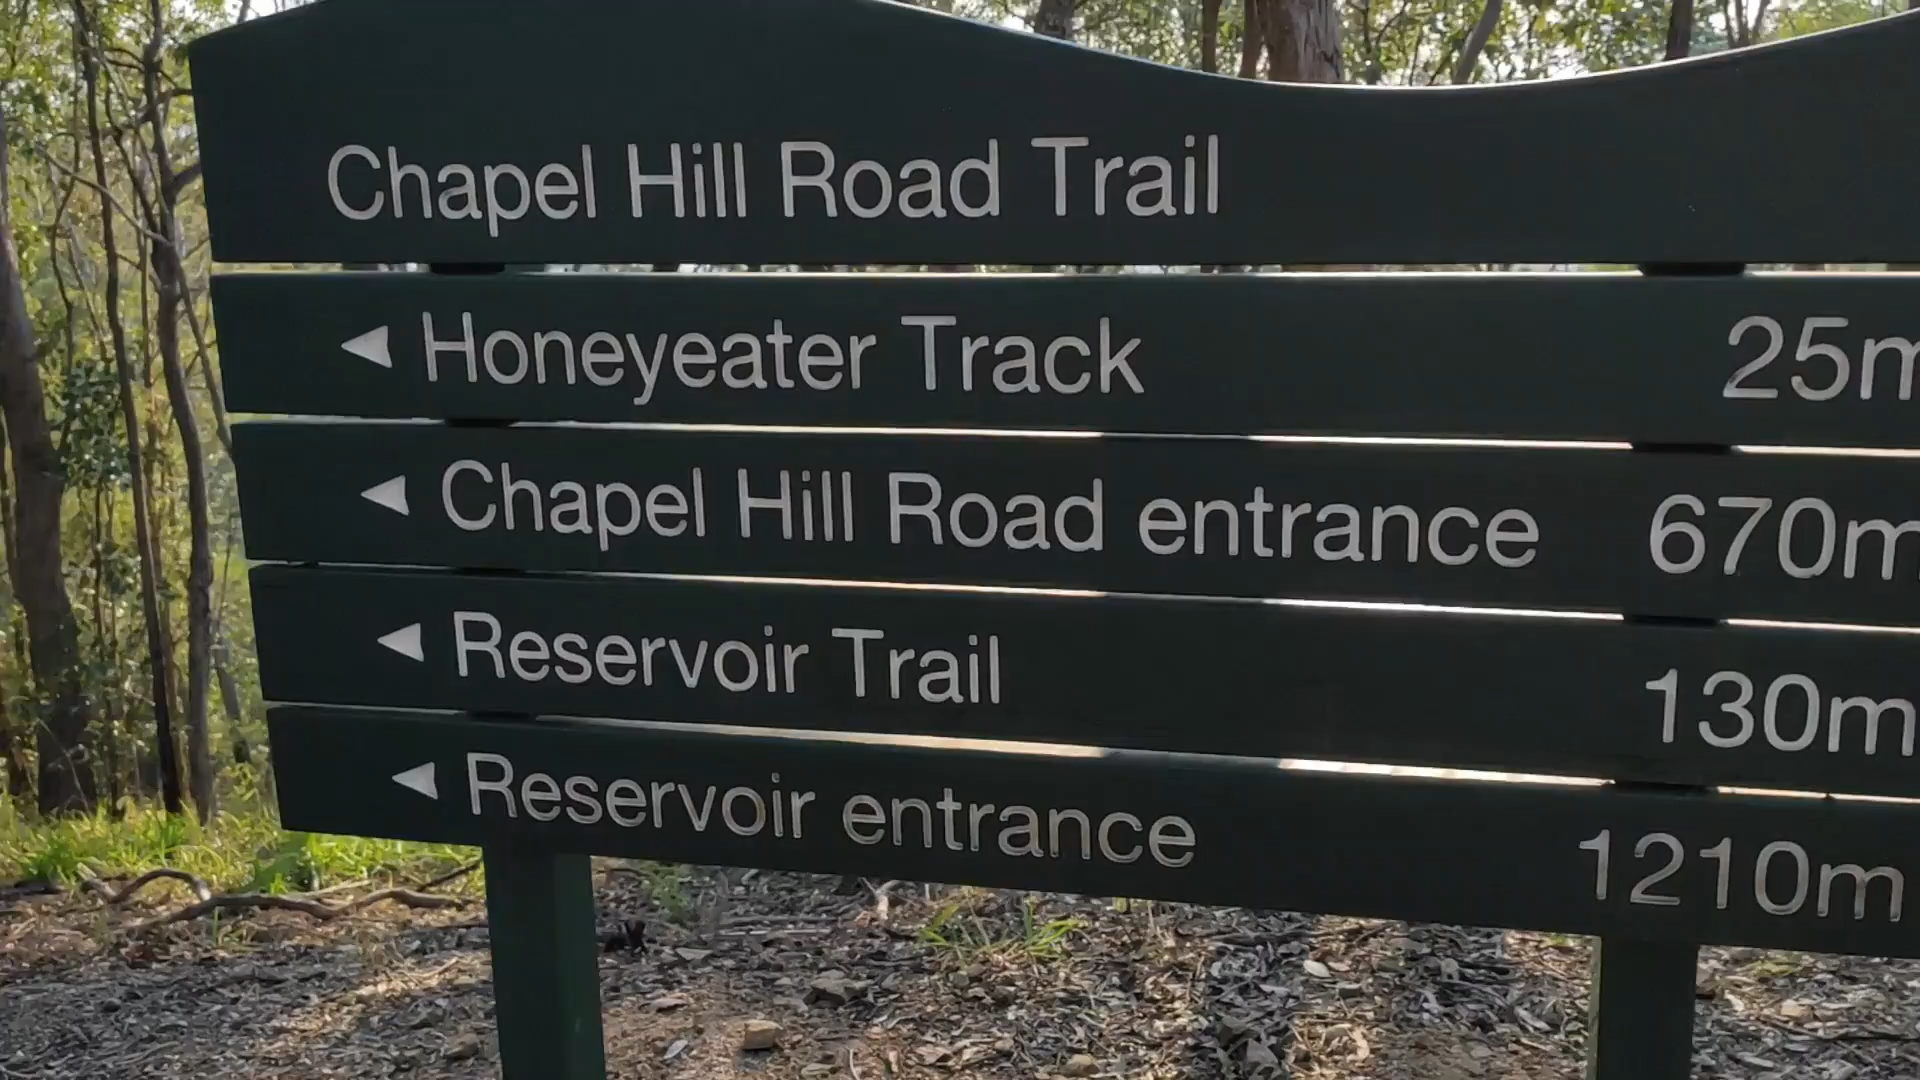 Chapel Hill Road Trail
◄ Honeyeater Track 25m
◄ Chapel Hill Road entrance 670m
◄ Reservoir Trail 130m
◄ Reservoir entrance 1210m